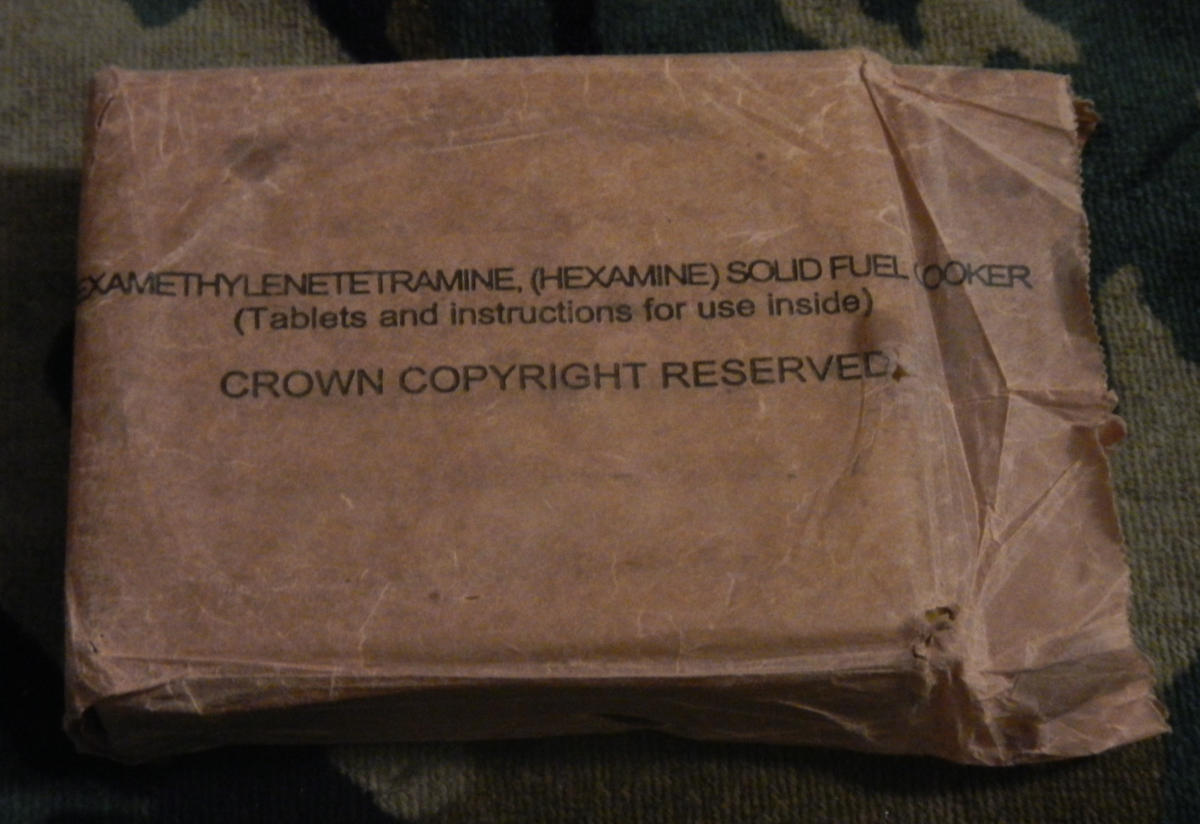 EXAMETHYLENETETRAMINE, (HEXAMINE) SOLID FUEL COOKER
(Tablets and instructions for use inside)
CROWN COPYRIGHT RESERVED.